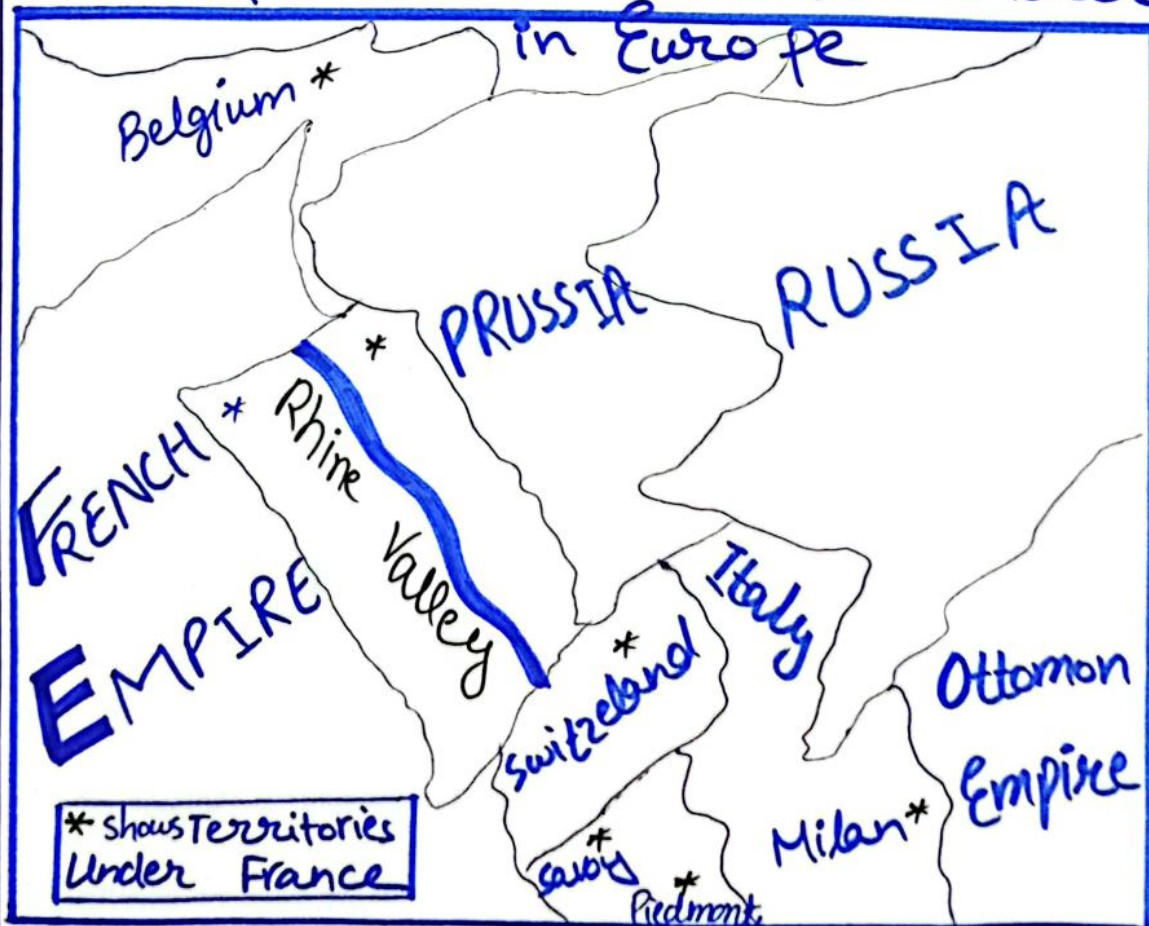 in Europe
Belgium *
PRUSSIA
RUSSIA
*
*
Rhine
Valley
FRENCH
EMPIRE
Italy
*
Switzeland
Ottomon
Empire
Milan *
*
Savoy
*
Piedmont
* shows Territories
Under France